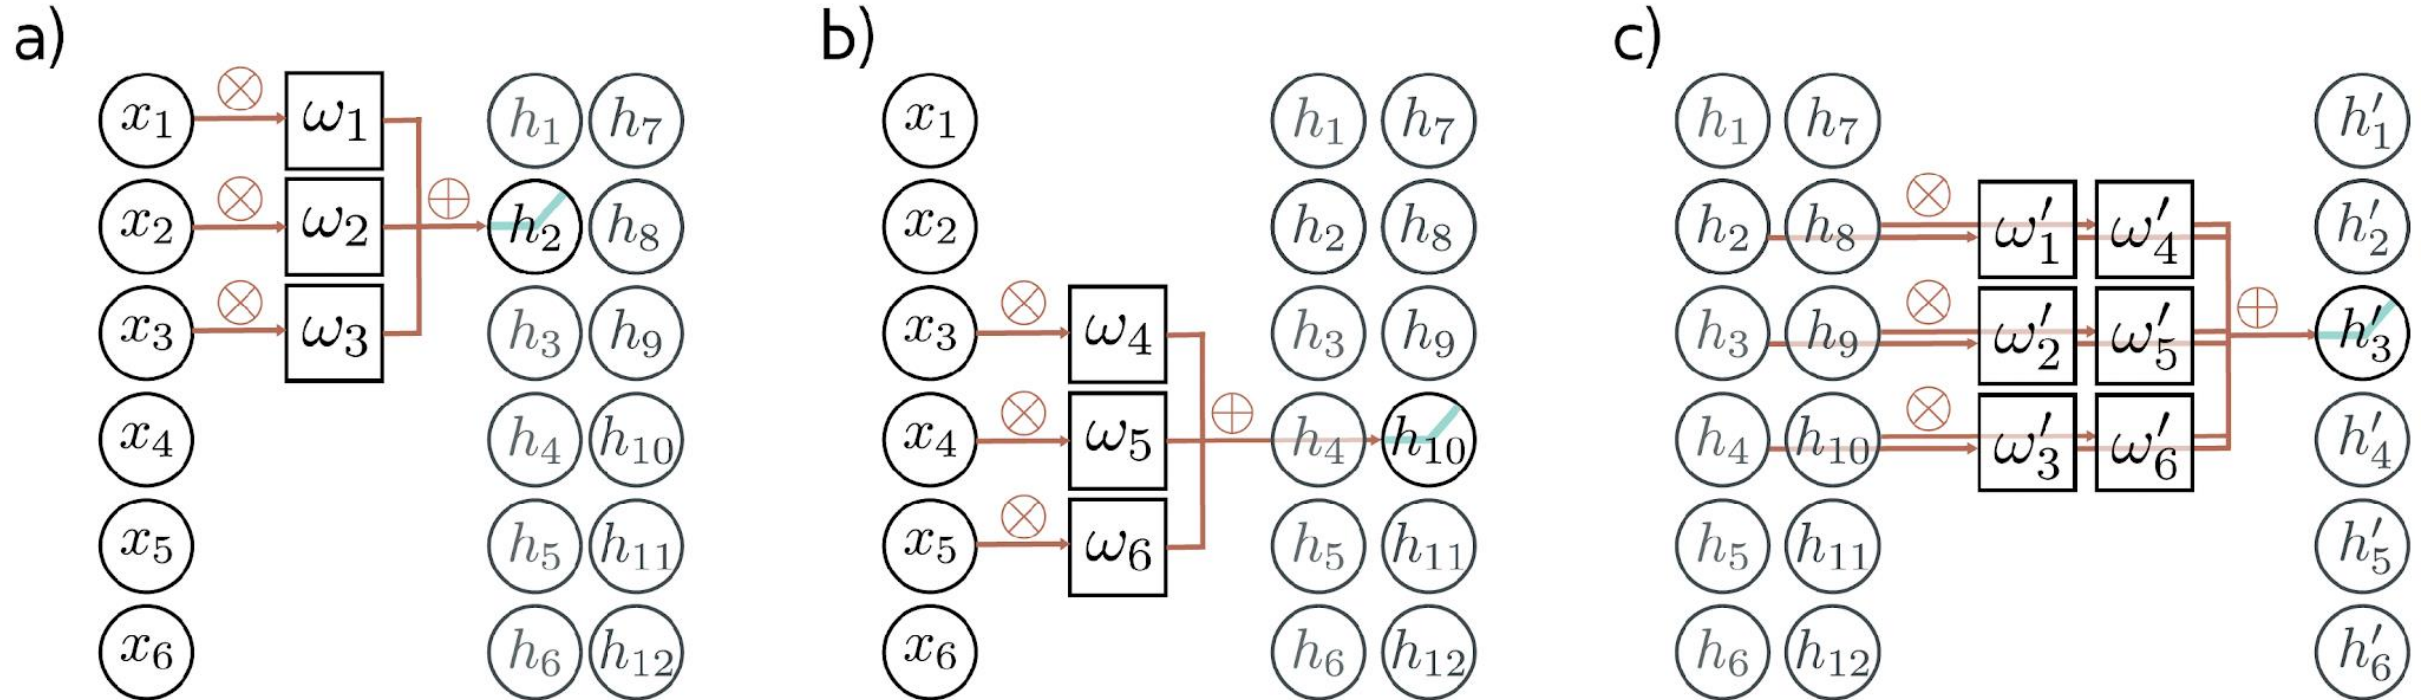 a) b) c)
x₁ ω₁ h₁ h₇ x₁ h₁ h₇ h₁ h₇ h′₁
x₂ ω₂ h₂ h₈ x₂ h₂ h₈ h₂ h₈ ω′₁ ω′₄ h′₂
x₃ ω₃ h₃ h₉ x₃ ω₄ h₃ h₉ h₃ h₉ ω′₂ ω′₅ h′₃
x₄ h₄ h₁₀ x₄ ω₅ h₄ h₁₀ h₄ h₁₀ ω′₃ ω′₆ h′₄
x₅ h₅ h₁₁ x₅ ω₆ h₅ h₁₁ h₅ h₁₁ h′₅
x₆ h₆ h₁₂ x₆ h₆ h₁₂ h₆ h₁₂ h′₆